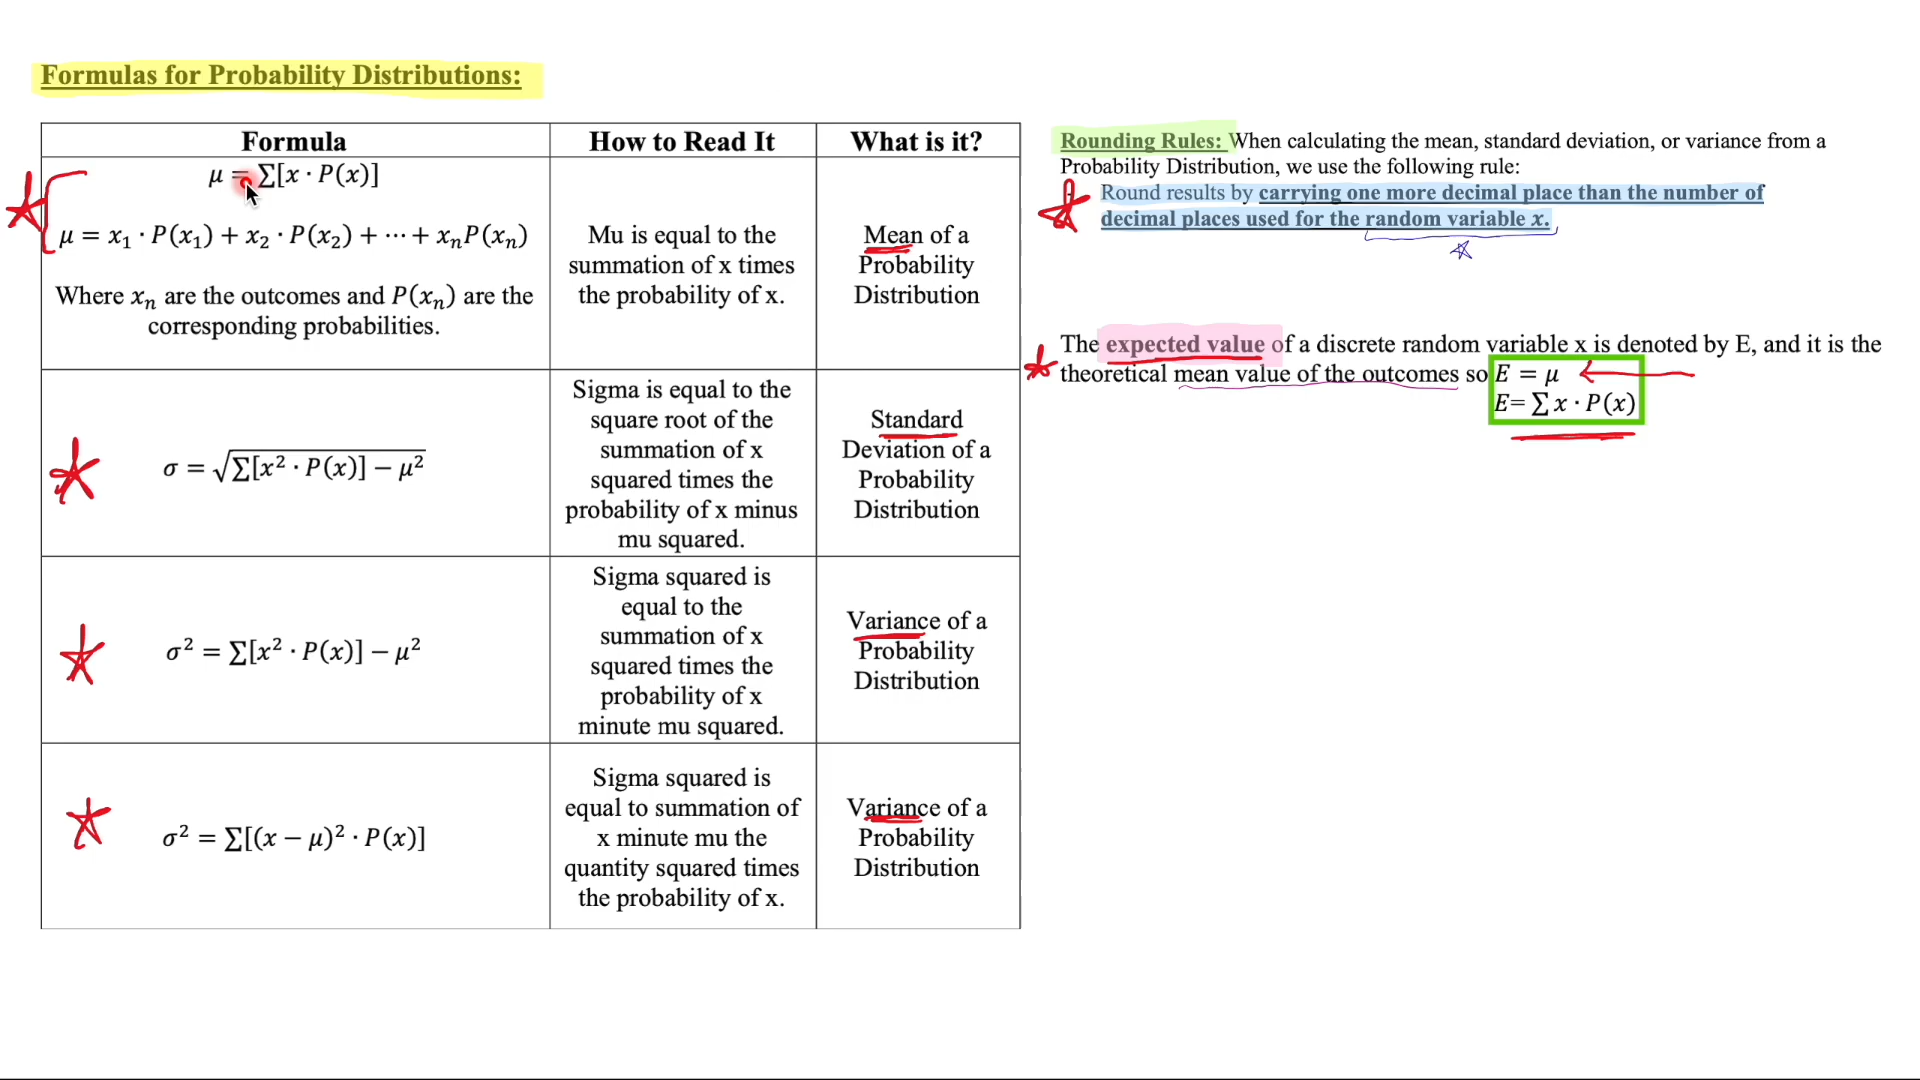 Formulas for Probability Distributions:
Formula
How to Read It
What is it?
μ = ∑[x · P(x)]
μ = x₁ · P(x₁) + x₂ · P(x₂) + ··· + xₙP(xₙ)
Where xₙ are the outcomes and P(xₙ) are the
corresponding probabilities.
Mu is equal to the
summation of x times
the probability of x.
Mean of a
Probability
Distribution
σ = √∑[x² · P(x)] − μ²
Sigma is equal to the
square root of the
summation of x
squared times the
probability of x minus
mu squared.
Standard
Deviation of a
Probability
Distribution
σ² = ∑[x² · P(x)] − μ²
Sigma squared is
equal to the
summation of x
squared times the
probability of x
minute mu squared.
Variance of a
Probability
Distribution
σ² = ∑[(x − μ)² · P(x)]
Sigma squared is
equal to summation of
x minute mu the
quantity squared times
the probability of x.
Variance of a
Probability
Distribution
Rounding Rules: When calculating the mean, standard deviation, or variance from a
Probability Distribution, we use the following rule:
Round results by carrying one more decimal place than the number of
decimal places used for the random variable x.
The expected value of a discrete random variable x is denoted by E, and it is the
theoretical mean value of the outcomes so E = μ
E= ∑ x · P(x)